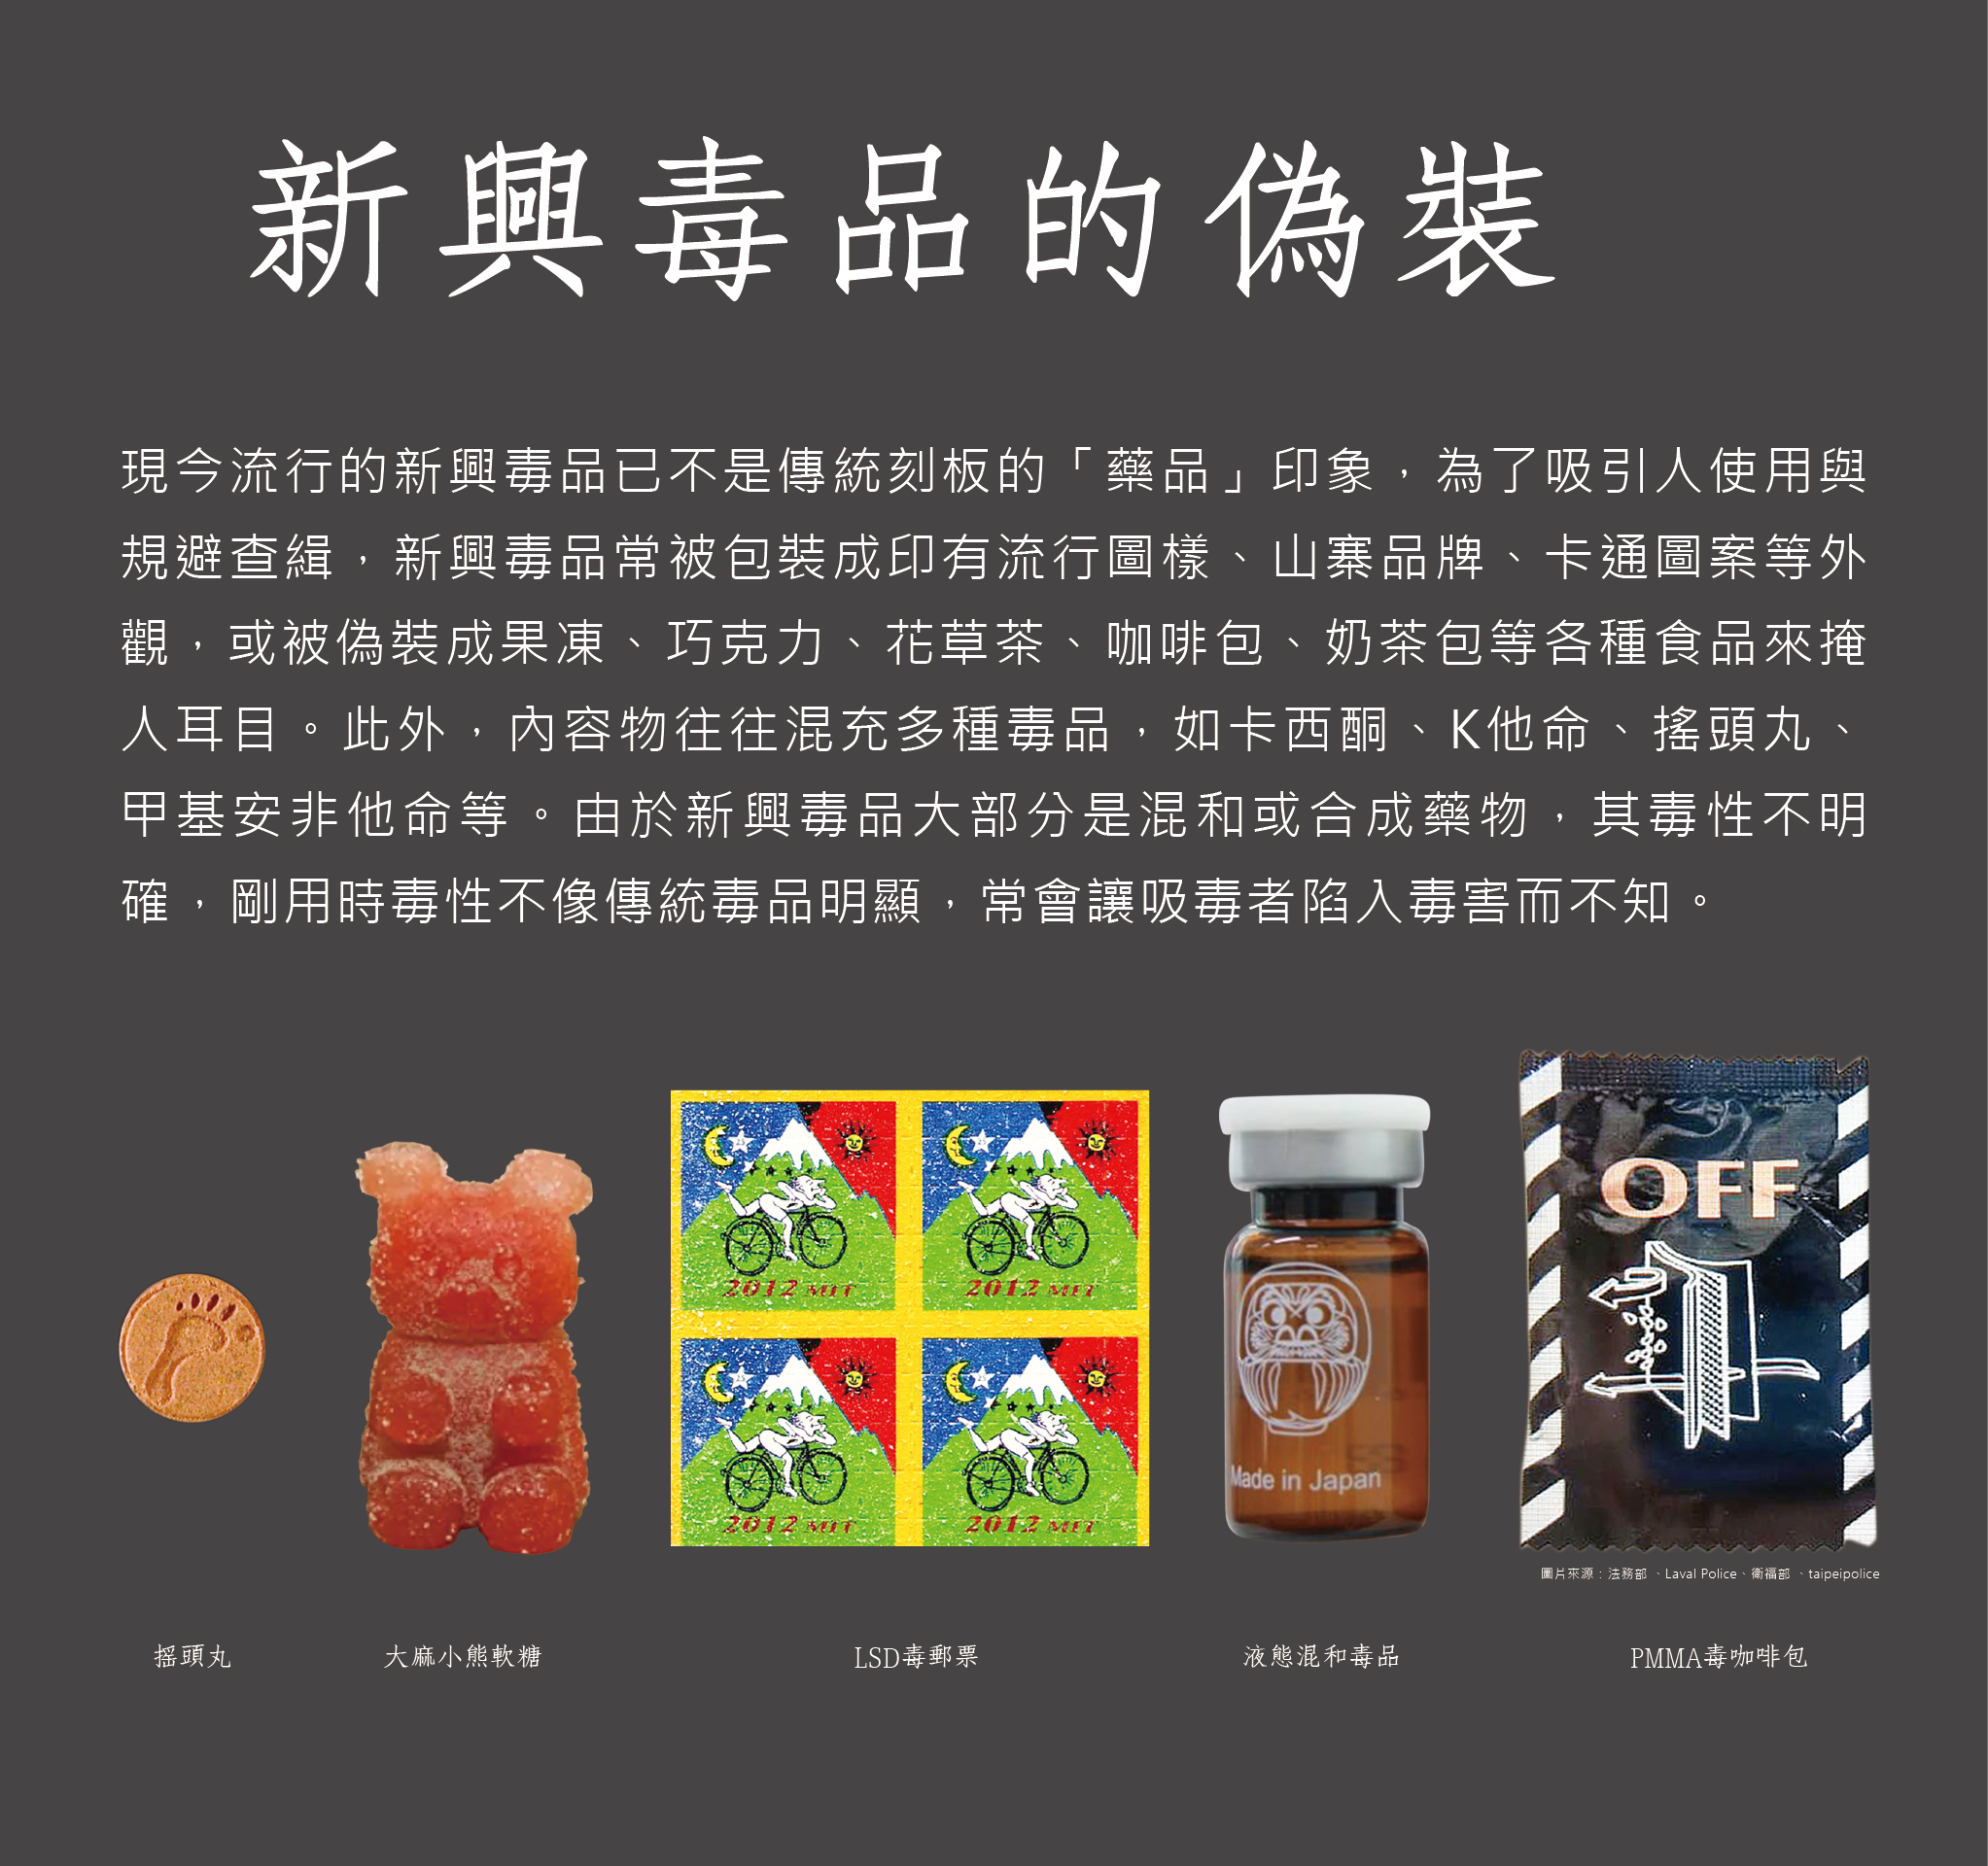 新興毒品的偽裝
現今流行的新興毒品已不是傳統刻板的「藥品」印象，為了吸引人使用與
規避查緝，新興毒品常被包裝成印有流行圖樣、山寨品牌、卡通圖案等外
觀，或被偽裝成果凍、巧克力、花草茶、咖啡包、奶茶包等各種食品來掩
人耳目。此外，內容物往往混充多種毒品，如卡西酮、K他命、搖頭丸、
甲基安非他命等。由於新興毒品大部分是混和或合成藥物，其毒性不明
確，剛用時毒性不像傳統毒品明顯，常會讓吸毒者陷入毒害而不知。
2012 MIT
2012 MIT
2012 MIT
2012 MIT
Made in Japan
OFF
圖片來源：法務部、Laval Police、衛福部、taipeipolice
搖頭丸
大麻小熊軟糖
LSD毒郵票
液態混和毒品
PMMA毒咖啡包